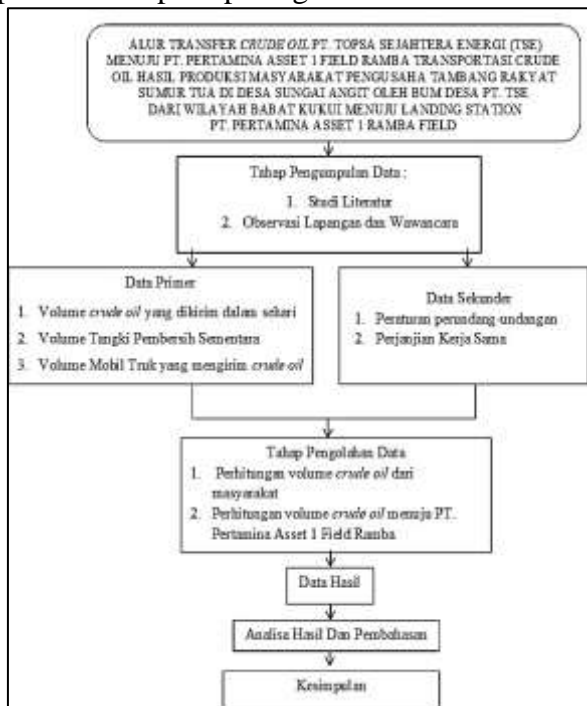 ALUR TRANSFER CRUDE OIL PT. TOPSA SEJAHTERA ENERGI (TSE)
MENUJU PT. PERTAMINA ASSET 1 FIELD RAMBA TRANSPORTASI CRUDE
OIL HASIL PRODUKSI MASYARAKAT PENGUSAHA TAMBANG RAKYAT
SUMUR TUA DI DESA SUNGAI ANGIT OLEH BUM DESA PT. TSE
DARI WILAYAH BABAT KUKUI MENUJU LANDING STATION
PT. PERTAMINA ASSET 1 RAMBA FIELD
Tahap Pengumpulan Data :
1. Studi Literatur
2. Observasi Lapangan dan Wawancara
Data Primer
1. Volume crude oil yang dikirim dalam sehari
2. Volume Tangki Pembersih Sementara
3. Volume Mobil Truk yang mengirim crude oil
Data Sekunder
1. Peraturan perundang-undangan
2. Perjanjian Kerja Sama
Tahap Pengolahan Data
1. Perhitungan volume crude oil dari
masyarakat
2. Perhitungan volume crude oil menuju PT.
Pertamina Asset 1 Field Ramba
Data Hasil
Analisa Hasil Dan Pembahasan
Kesimpulan